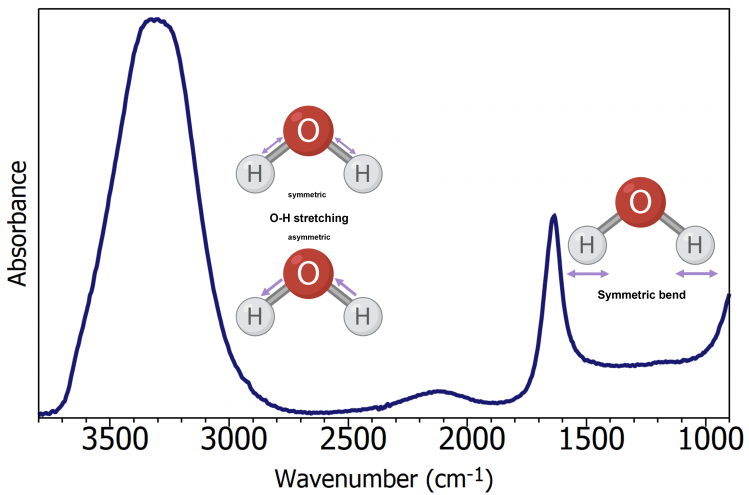 Absorbance
O
H H
symmetric
O-H stretching
asymmetric
O
H H
O
H H
Symmetric bend
3500 3000 2500 2000 1500 1000
Wavenumber (cm-1)